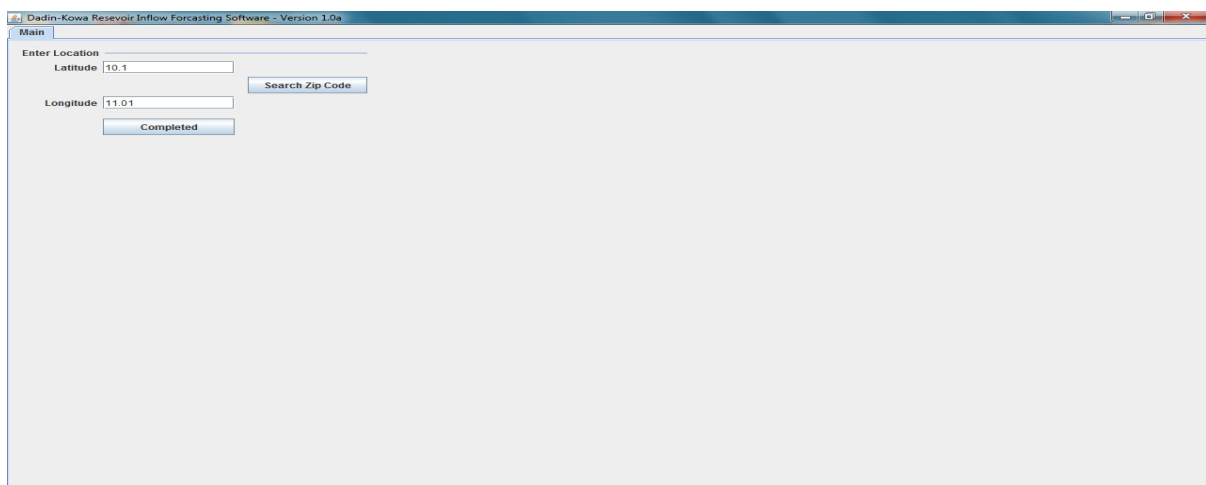 Dadin-Kowa Resevoir Inflow Forcasting Software - Version 1.0a
Main
Enter Location
Latitude 10.1
Search Zip Code
Longitude 11.01
Completed